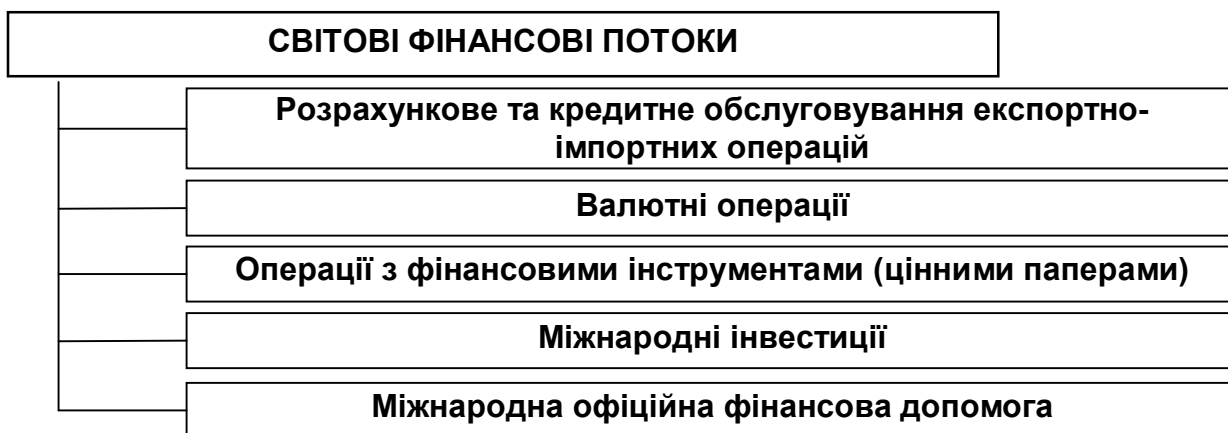 СВІТОВІ ФІНАНСОВІ ПОТОКИ
Розрахункове та кредитне обслуговування експортно-
імпортних операцій
Валютні операції
Операції з фінансовими інструментами (цінними паперами)
Міжнародні інвестиції
Міжнародна офіційна фінансова допомога